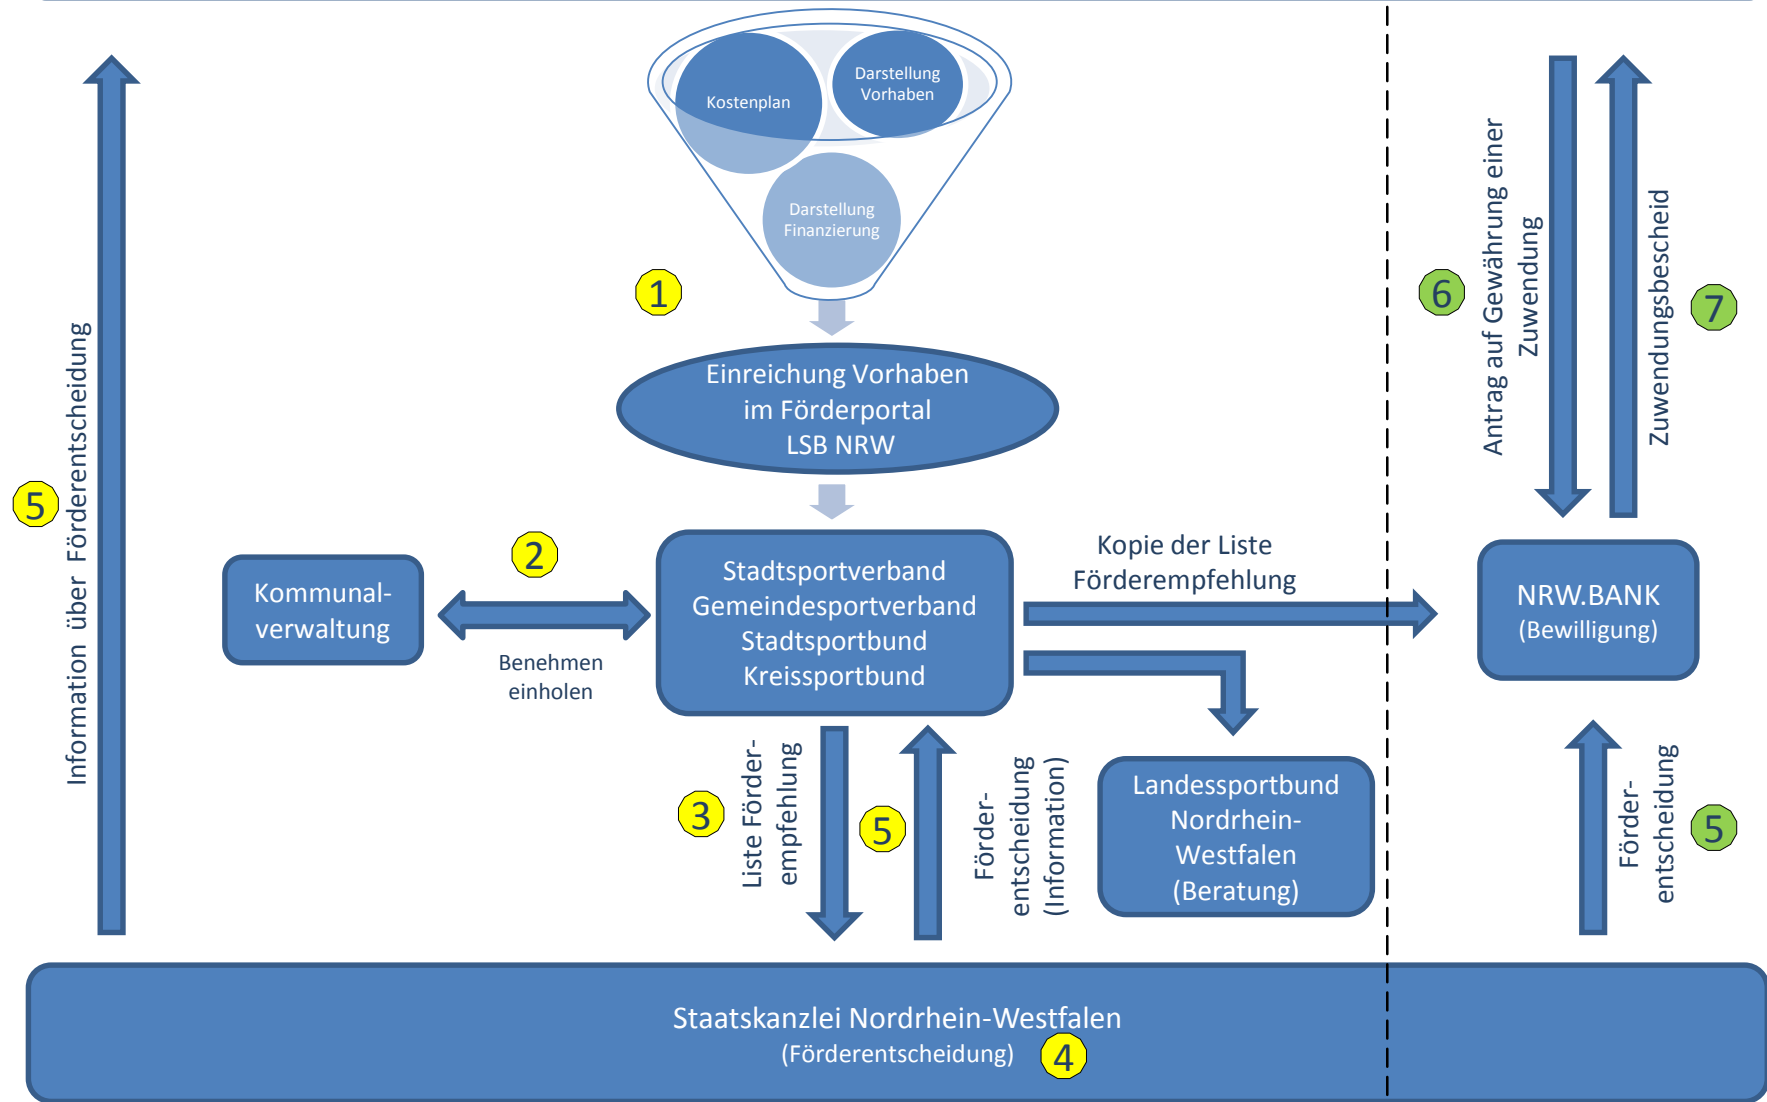 Kostenplan
Darstellung
Vorhaben
Darstellung
Finanzierung
1
Einreichung Vorhaben
im Förderportal
LSB NRW
5
Information über Förderentscheidung
Kommunal-
verwaltung
2
Benehmen
einholen
Stadtsportverband
Gemeindesportverband
Stadtsportbund
Kreissportbund
Kopie der Liste
Förderempfehlung
6
Antrag auf Gewährung einer
Zuwendung
Zuwendungsbescheid
7
NRW.BANK
(Bewilligung)
3
Liste Förder-
empfehlung
5
Förder-
entscheidung
(Information)
Landessportbund
Nordrhein-
Westfalen
(Beratung)
Förder-
entscheidung
5
Staatskanzlei Nordrhein-Westfalen
(Förderentscheidung)
4